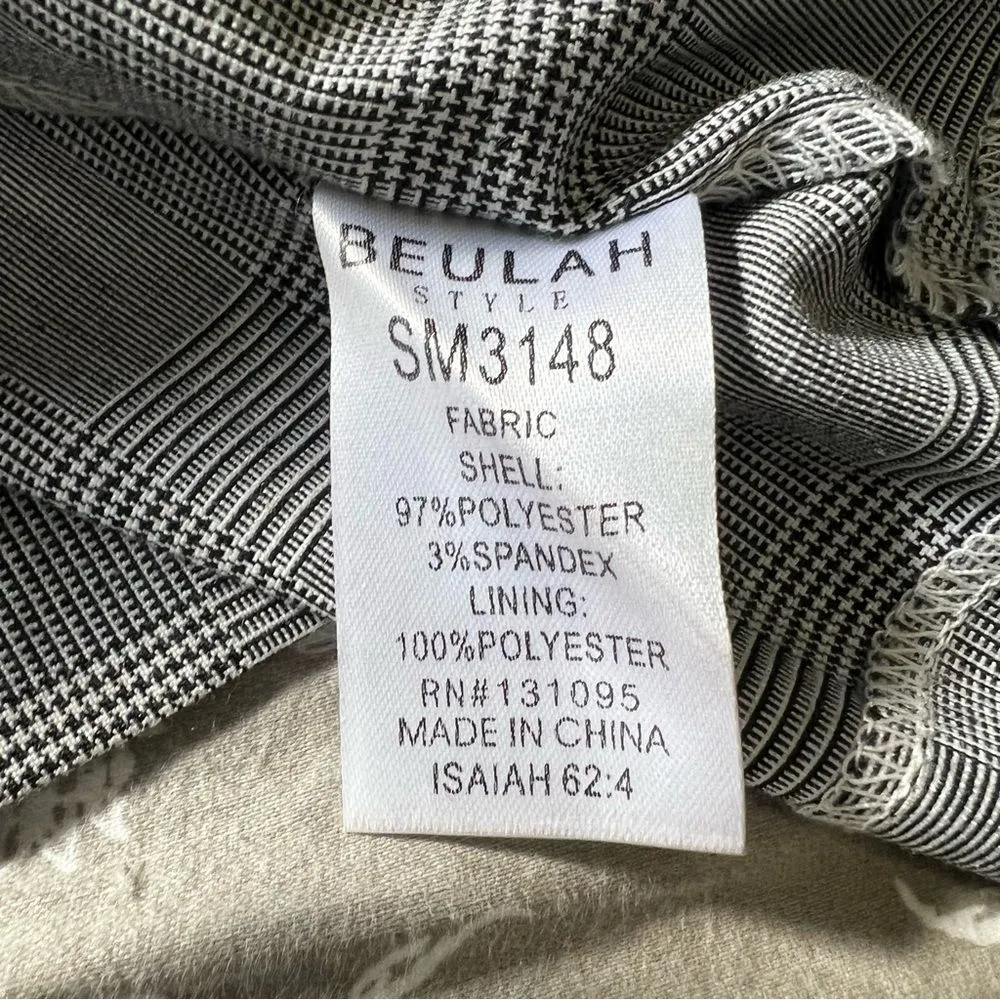 BEULAH
STYLE
SM3148
FABRIC
SHELL:
97%POLYESTER
3%SPANDEX
LINING:
100%POLYESTER
RN#131095
MADE IN CHINA
ISAIAH 62:4